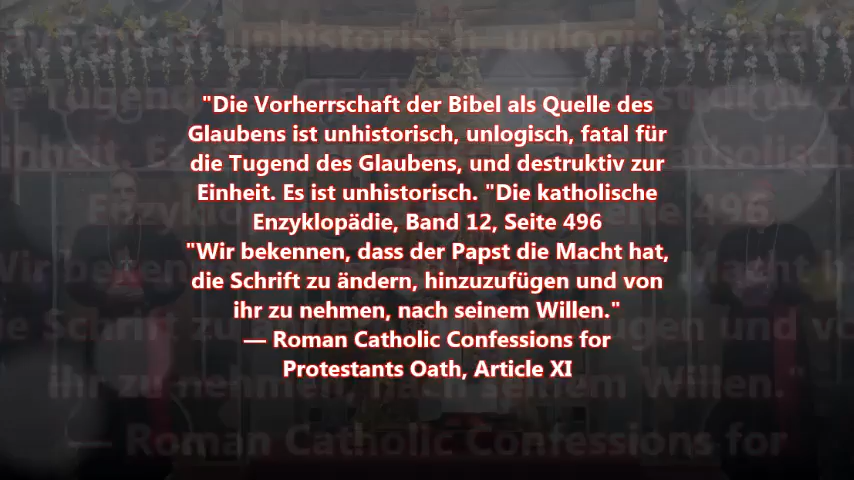 "Die Vorherrschaft der Bibel als Quelle des
Glaubens ist unhistorisch, unlogisch, fatal für
die Tugend des Glaubens, und destruktiv zur
Einheit. Es ist unhistorisch. "Die katholische
Enzyklopädie, Band 12, Seite 496
"Wir bekennen, dass der Papst die Macht hat,
die Schrift zu ändern, hinzuzufügen und von
ihr zu nehmen, nach seinem Willen."
— Roman Catholic Confessions for
Protestants Oath, Article XI